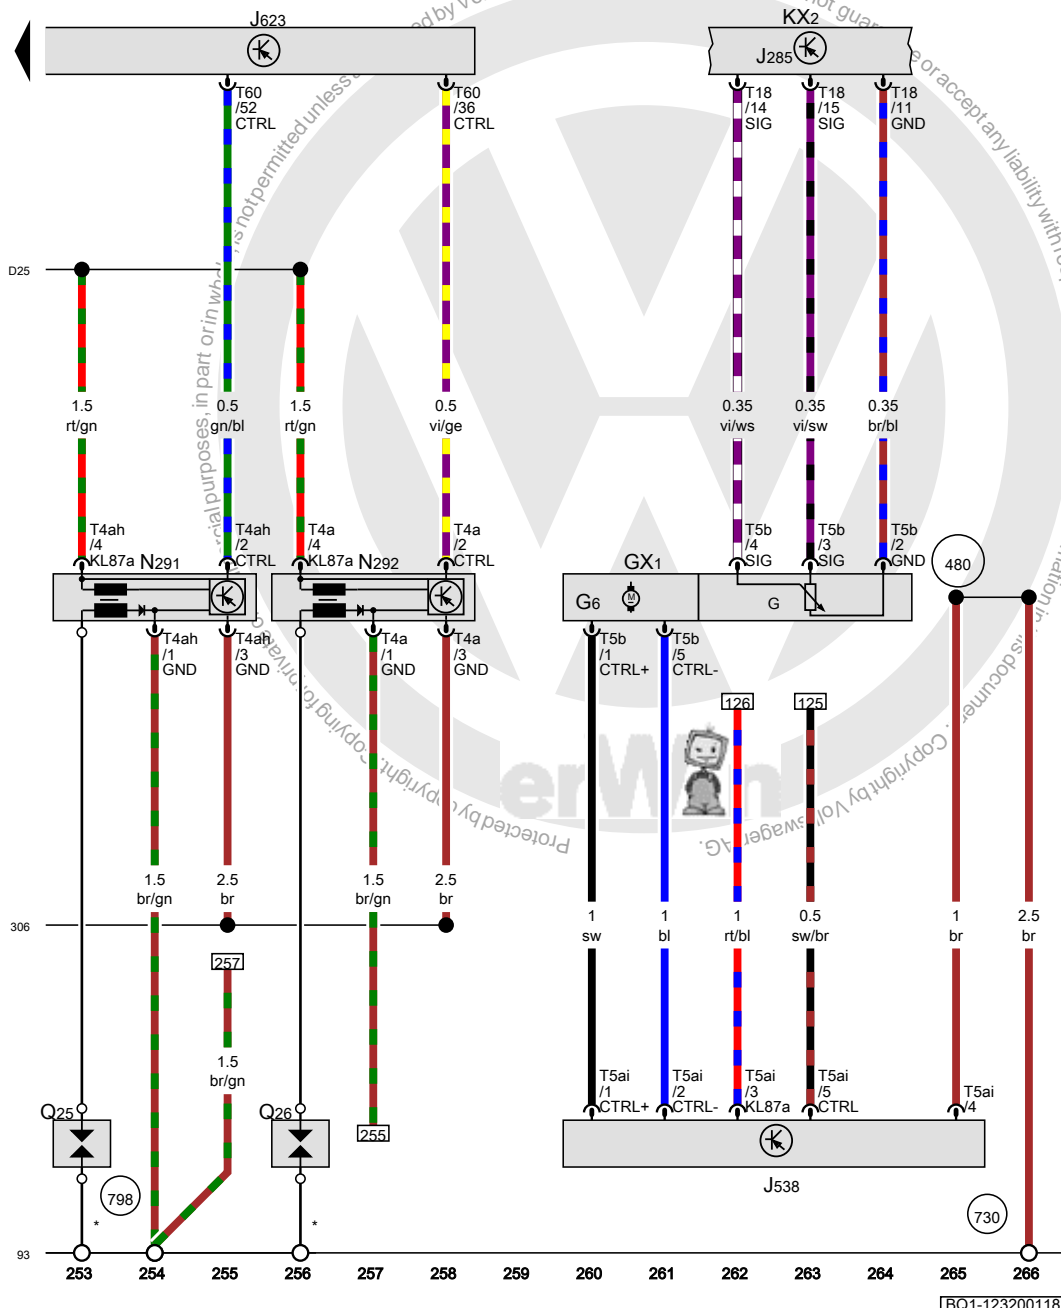 J623
KX2
J285
T60
/52
CTRL
T60
/36
CTRL
T18
/14
SIG
T18
/15
SIG
T18
/11
GND
D25
1.5
rt/gn
0.5
gn/bl
1.5
rt/gn
0.5
vi/ge
0.35
vi/ws
0.35
vi/sw
0.35
br/bl
T4ah
/4
KL87a
N291
T4ah
/2
CTRL
T4a
/4
KL87a
N292
T4a
/2
CTRL
GX1
T5b
/4
SIG
T5b
/3
SIG
T5b
/2
GND
480
G6
M
G
T4ah
/1
GND
T4ah
/3
GND
T4a
/1
GND
T4a
/3
GND
T5b
/1
CTRL+
T5b
/5
CTRL-
126
125
1.5
br/gn
2.5
br
1.5
br/gn
2.5
br
1
sw
1
bl
1
rt/bl
0.5
sw/br
1
br
2.5
br
306
257
1.5
br/gn
Q25
Q26
255
T5ai
/1
CTRL+
T5ai
/2
CTRL-
T5ai
/3
KL87a
T5ai
/5
CTRL
T5ai
/4
J538
798
*
*
730
93
253 254 255 256 257 258 259 260 261 262 263 264 265 266
BQ1-123200118